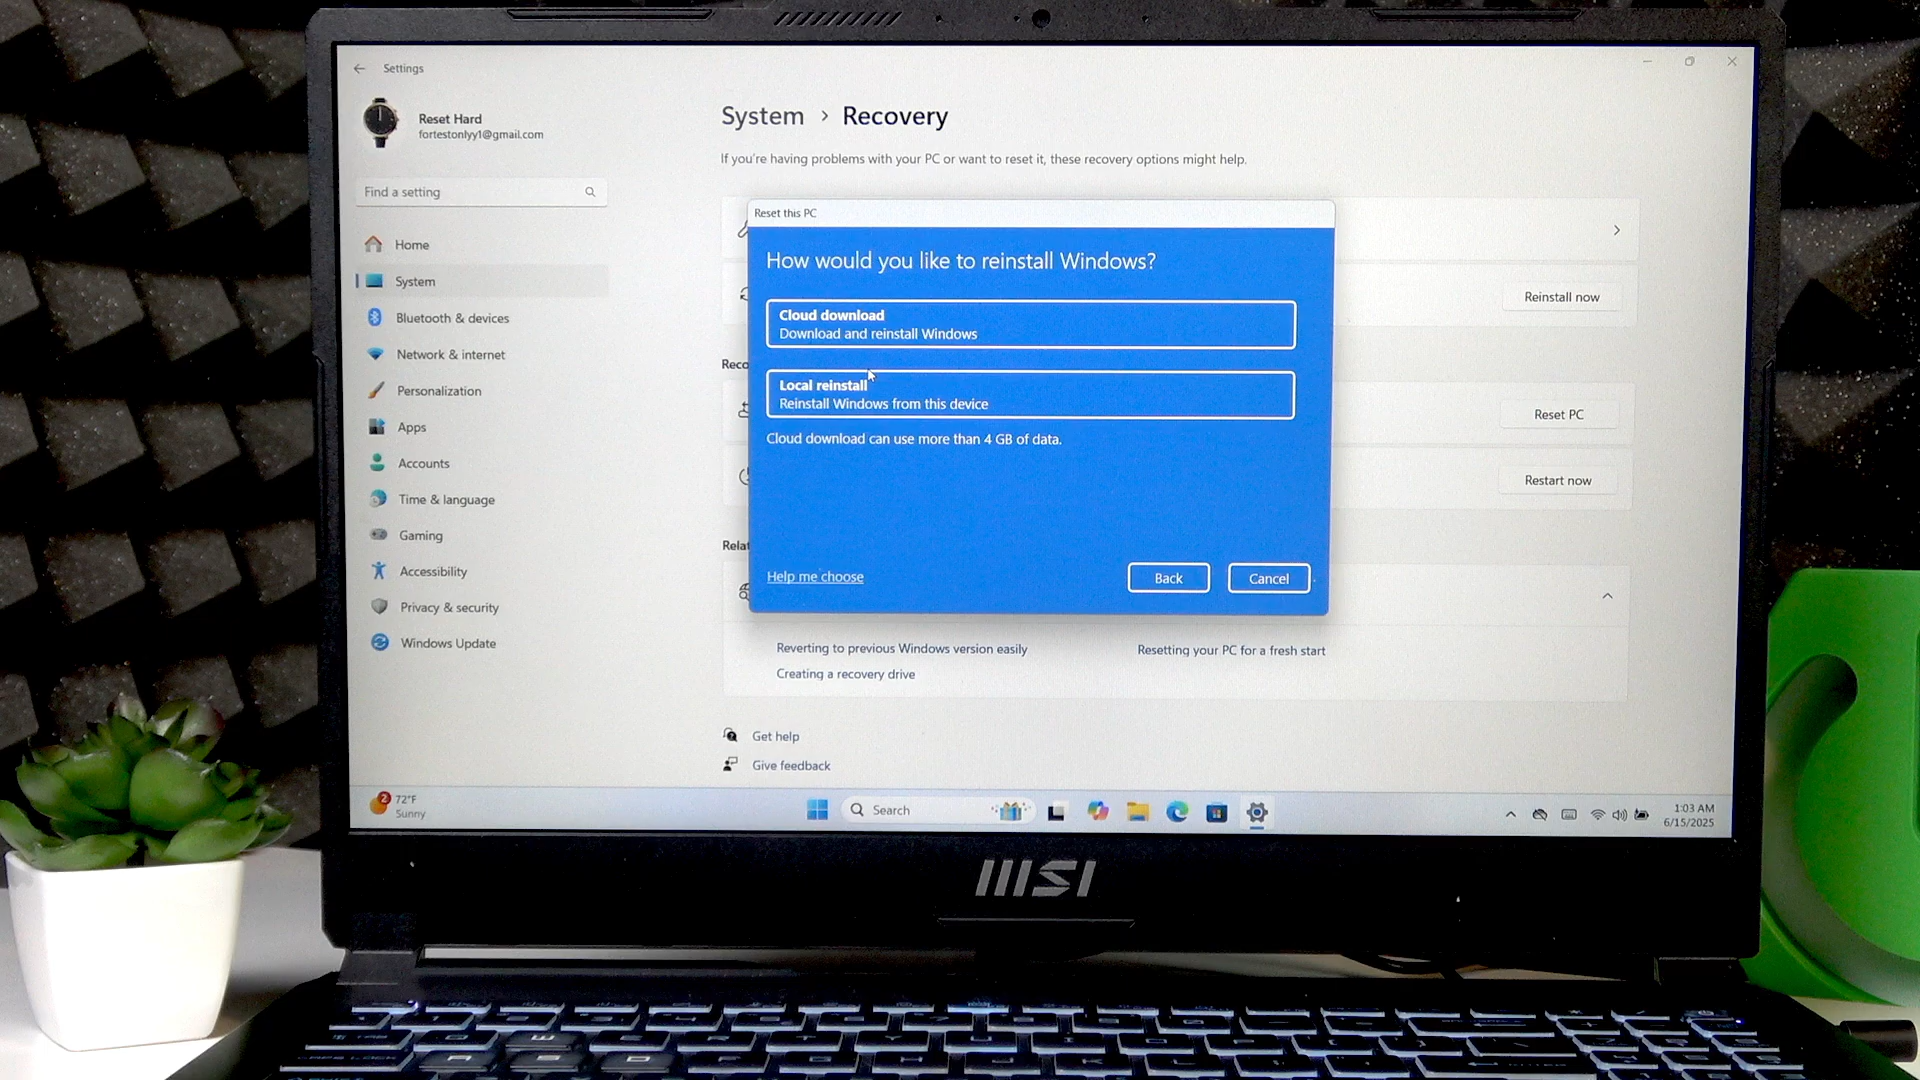 Settings
Reset Hard
fortestonlyy1@gmail.com
Find a setting
Home
System
Bluetooth & devices
Network & internet
Personalization
Apps
Accounts
Time & language
Gaming
Accessibility
Privacy & security
Windows Update
System > Recovery
If you're having problems with your PC or want to reset it, these recovery options might help.
Reinstall now
Reco
Reset PC
Restart now
Relat
Reset this PC
How would you like to reinstall Windows?
Cloud download
Download and reinstall Windows
Local reinstall
Reinstall Windows from this device
Cloud download can use more than 4 GB of data.
Help me choose
Back
Cancel
Reverting to previous Windows version easily
Resetting your PC for a fresh start
Creating a recovery drive
Get help
Give feedback
2
72°F
Sunny
Search
1:03 AM
6/15/2025
msi